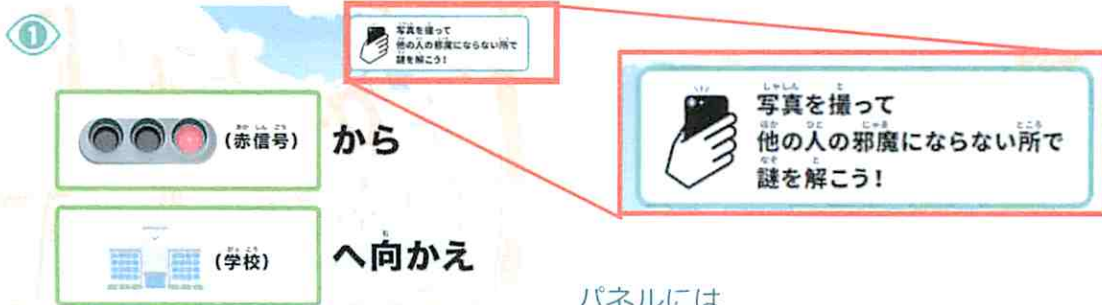 1
写真を撮って
他の人の邪魔にならない所で
謎を解こう!
(赤信号)
から
(学校)
へ向かえ
写真を撮って
他の人の邪魔にならない所で
謎を解こう!
パネルには